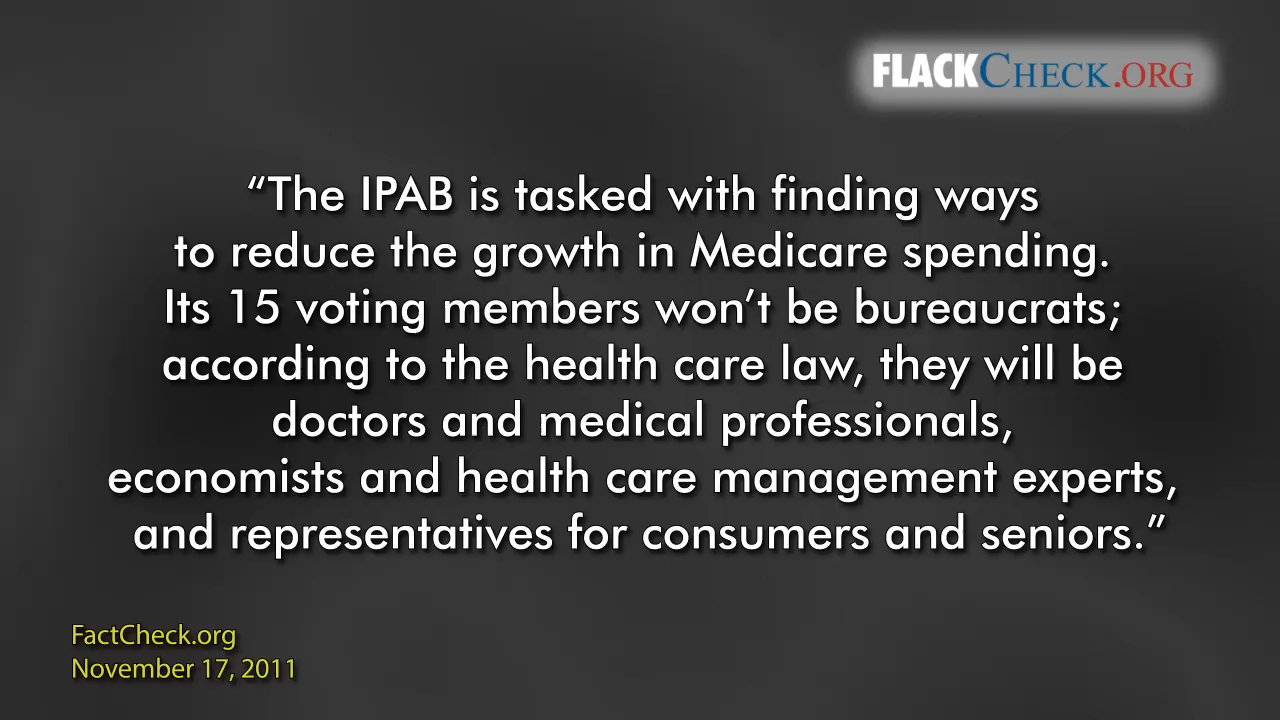 FLACKCHECK.ORG
“The IPAB is tasked with finding ways
to reduce the growth in Medicare spending.
Its 15 voting members won’t be bureaucrats;
according to the health care law, they will be
doctors and medical professionals,
economists and health care management experts,
and representatives for consumers and seniors.”
FactCheck.org
November 17, 2011